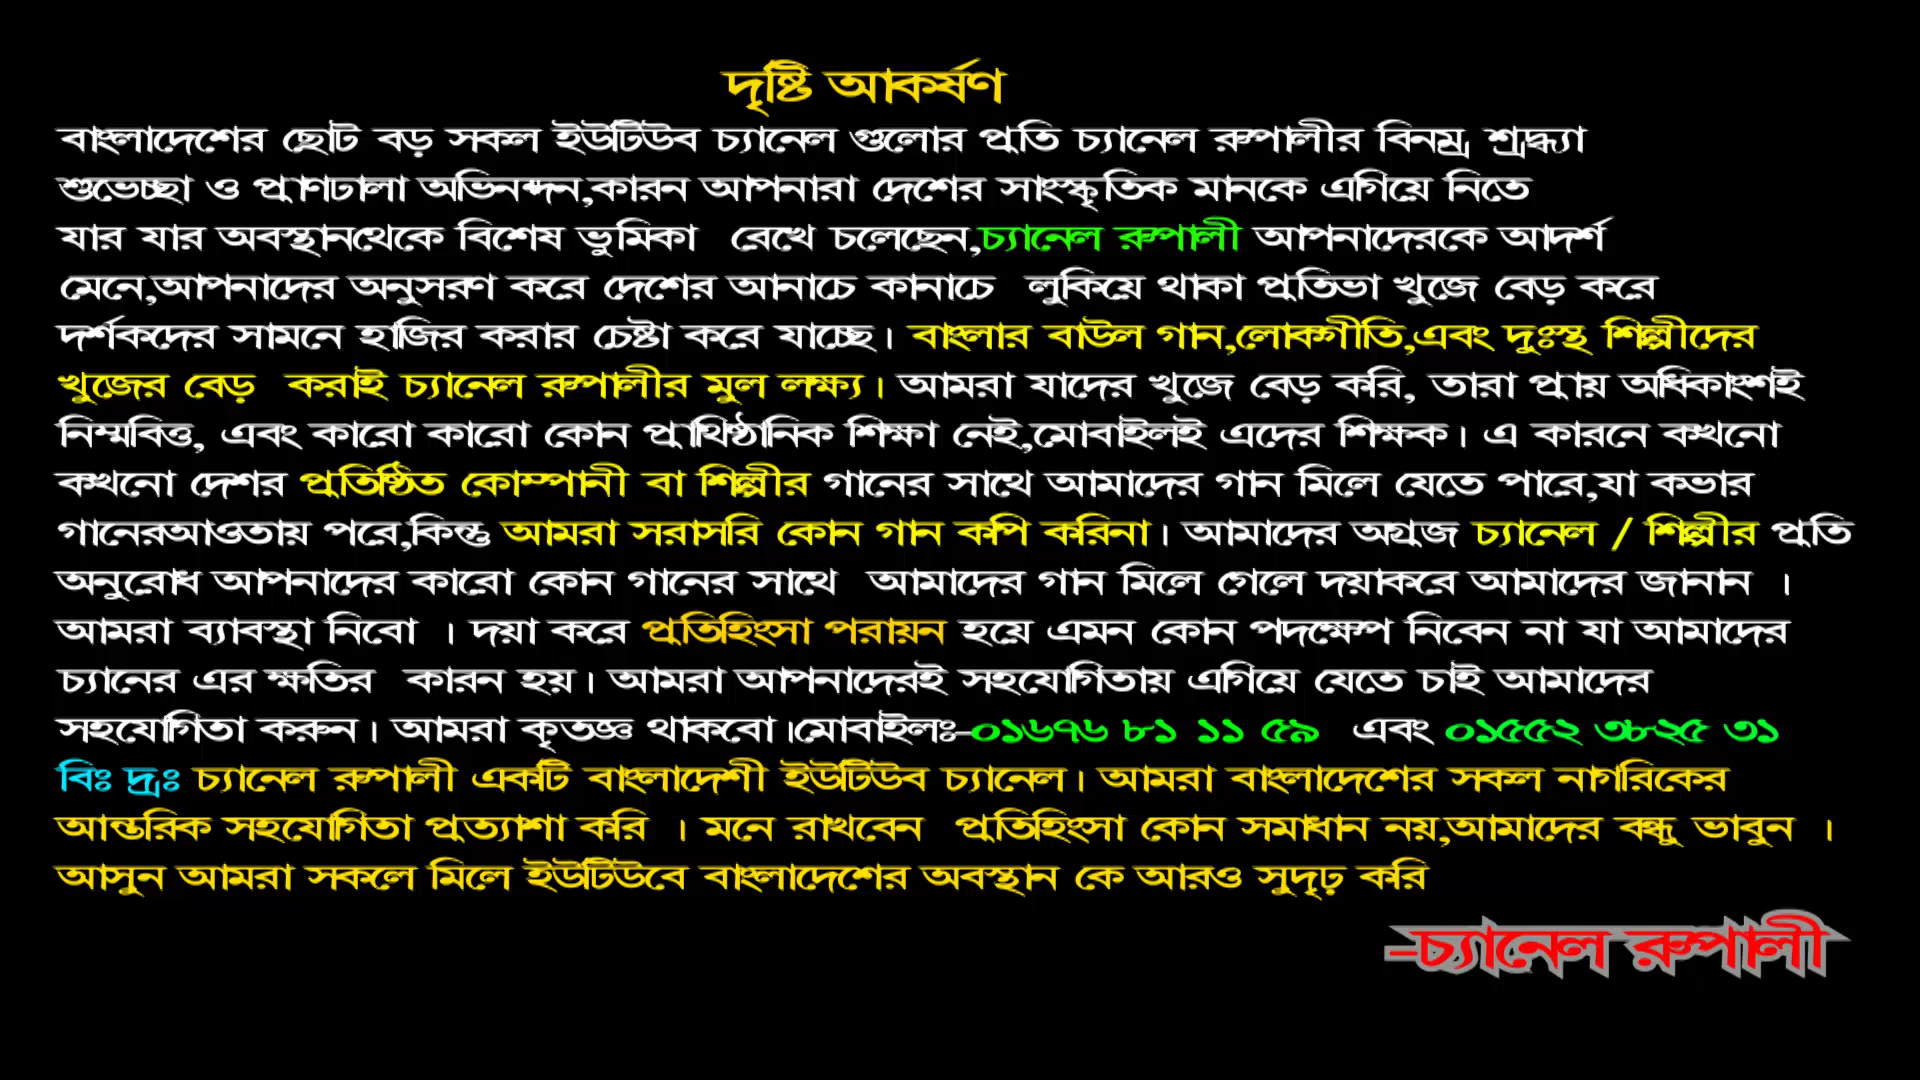 দৃষ্টি আকর্ষণ
বাংলাদেশের ছোট বড় সকল ইউটিউব চ্যানেল গুলোর প্রতি চ্যানেল রুপালীর বিনম্র শ্রদ্ধ্যা
শুভেচ্ছা ও প্রাণঢালা অভিনন্দন,কারন আপনারা দেশের সাংস্কৃতিক মানকে এগিয়ে নিতে
যার যার অবস্থানথেকে বিশেষ ভুমিকা রেখে চলেছেন,চ্যানেল রুপালী আপনাদেরকে আদর্শ
মেনে,আপনাদের অনুসরণ করে দেশের আনাচে কানাচে লুকিয়ে থাকা প্রতিভা খুজে বেড় করে
দর্শকদের সামনে হাজির করার চেষ্টা করে যাচ্ছে। বাংলার বাউল গান,লোকগীতি,এবং দুঃস্থ শিল্পীদের
খুজের বেড় করাই চ্যানেল রুপালীর মুল লক্ষ্য। আমরা যাদের খুজে বেড় করি, তারা প্রায় অধিকাংশই
নিম্মবিত্ত, এবং কারো কারো কোন প্রাথিষ্ঠানিক শিক্ষা নেই,মোবাইলই এদের শিক্ষক। এ কারনে কখনো
কখনো দেশর প্রতিষ্ঠিত কোম্পানী বা শিল্পীর গানের সাথে আমাদের গান মিলে যেতে পারে,যা কভার
গানেরআওতায় পরে,কিন্তু আমরা সরাসরি কোন গান কপি করিনা। আমাদের অগ্রজ চ্যানেল / শিল্পীর প্রতি
অনুরোধ আপনাদের কারো কোন গানের সাথে আমাদের গান মিলে গেলে দয়াকরে আমাদের জানান ।
আমরা ব্যাবস্থা নিবো । দয়া করে প্রতিহিংসা পরায়ন হয়ে এমন কোন পদক্ষেপ নিবেন না যা আমাদের
চ্যানের এর ক্ষতির কারন হয়। আমরা আপনাদেরই সহযোগিতায় এগিয়ে যেতে চাই আমাদের
সহযোগিতা করুন। আমরা কৃতজ্ঞ থাকবো।মোবাইলঃ-০১৬৭৬ ৮১ ১১ ৫৯ এবং ০১৫৫২ ৩৮২৫ ৩১
বিঃ দ্রঃ চ্যানেল রুপালী একটি বাংলাদেশী ইউটিউব চ্যানেল। আমরা বাংলাদেশের সকল নাগরিকের
আন্তরিক সহযোগিতা প্রত্যাশা করি । মনে রাখবেন প্রতিহিংসা কোন সমাধান নয়,আমাদের বন্ধু ভাবুন ।
আসুন আমরা সকলে মিলে ইউটিউবে বাংলাদেশের অবস্থান কে আরও সুদৃঢ় করি
-চ্যানেল রুপালী